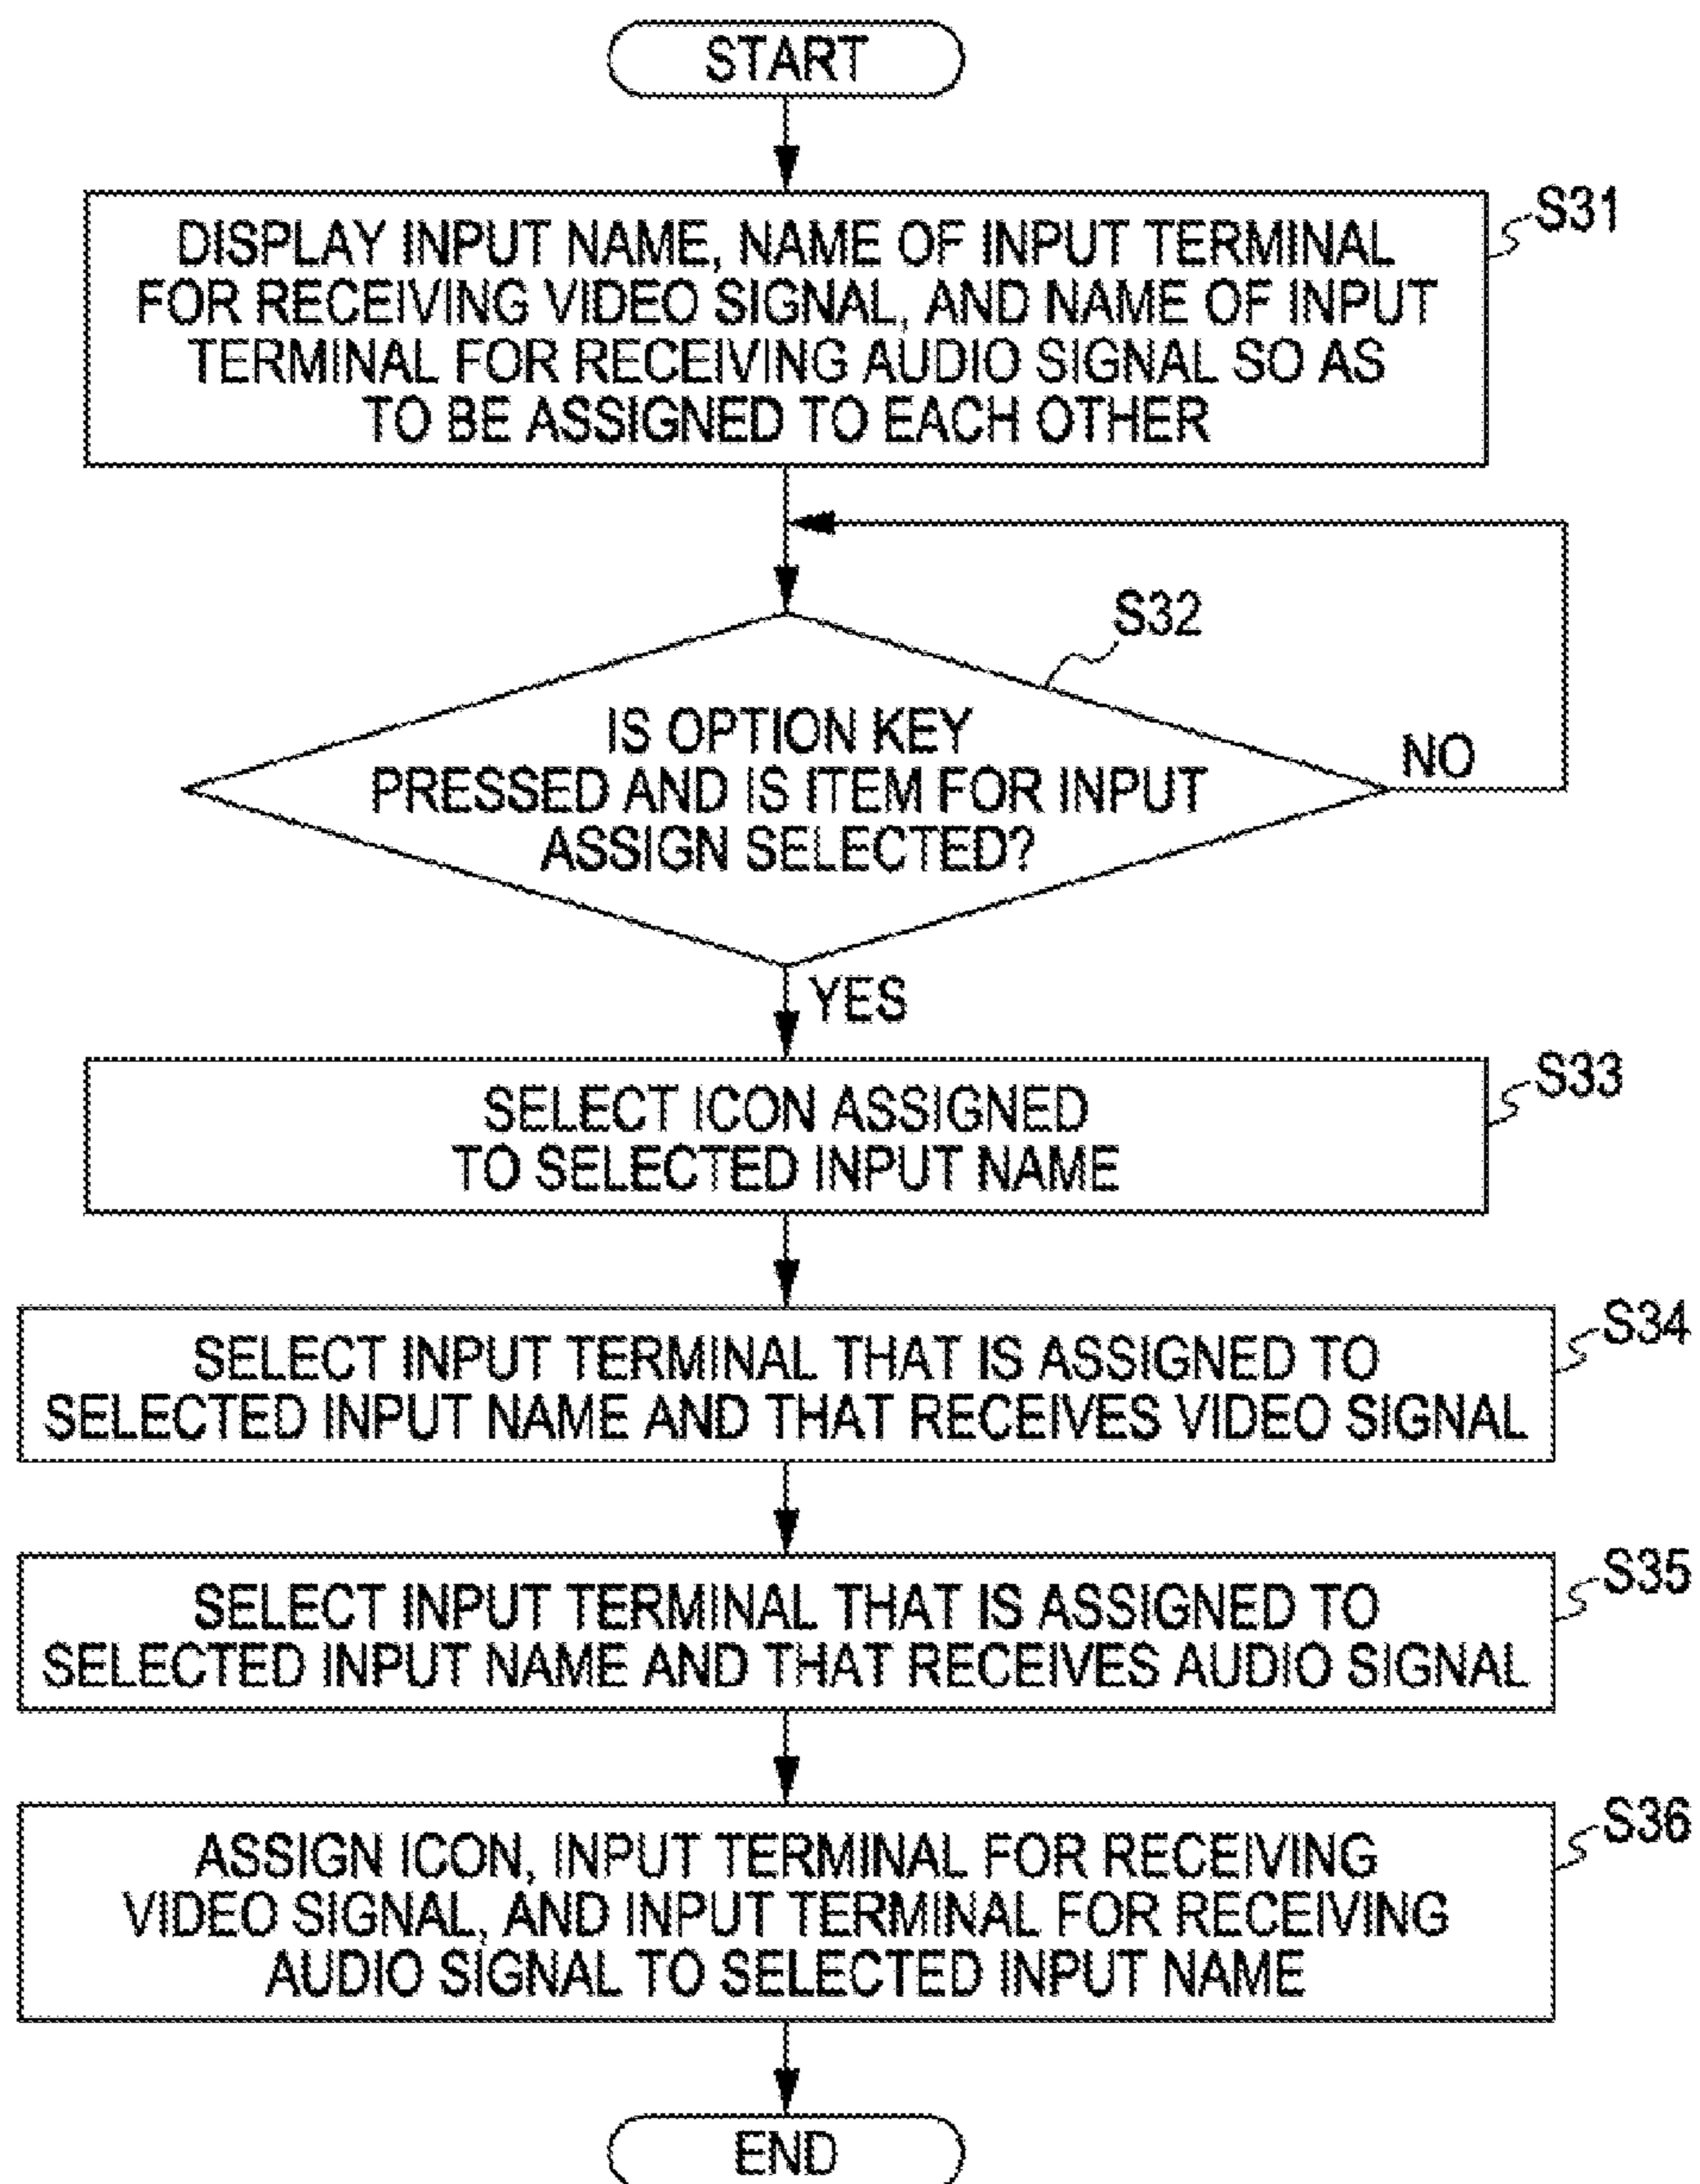 START
S31
DISPLAY INPUT NAME, NAME OF INPUT TERMINAL
FOR RECEIVING VIDEO SIGNAL, AND NAME OF INPUT
TERMINAL FOR RECEIVING AUDIO SIGNAL SO AS
TO BE ASSIGNED TO EACH OTHER
S32
IS OPTION KEY
PRESSED AND IS ITEM FOR INPUT
ASSIGN SELECTED?
NO
YES
S33
SELECT ICON ASSIGNED
TO SELECTED INPUT NAME
S34
SELECT INPUT TERMINAL THAT IS ASSIGNED TO
SELECTED INPUT NAME AND THAT RECEIVES VIDEO SIGNAL
S35
SELECT INPUT TERMINAL THAT IS ASSIGNED TO
SELECTED INPUT NAME AND THAT RECEIVES AUDIO SIGNAL
S36
ASSIGN ICON, INPUT TERMINAL FOR RECEIVING
VIDEO SIGNAL, AND INPUT TERMINAL FOR RECEIVING
AUDIO SIGNAL TO SELECTED INPUT NAME
END